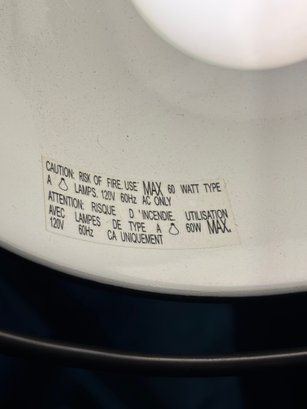 CAUTION: RISK OF FIRE. USE MAX 60 WATT TYPE
A LAMPS. 120V 60Hz AC ONLY
ATTENTION: RISQUE D'INCENDIE. UTILISATION
AVEC LAMPES DE TYPE A 60W MAX.
120V 60Hz CA UNIQUEMENT